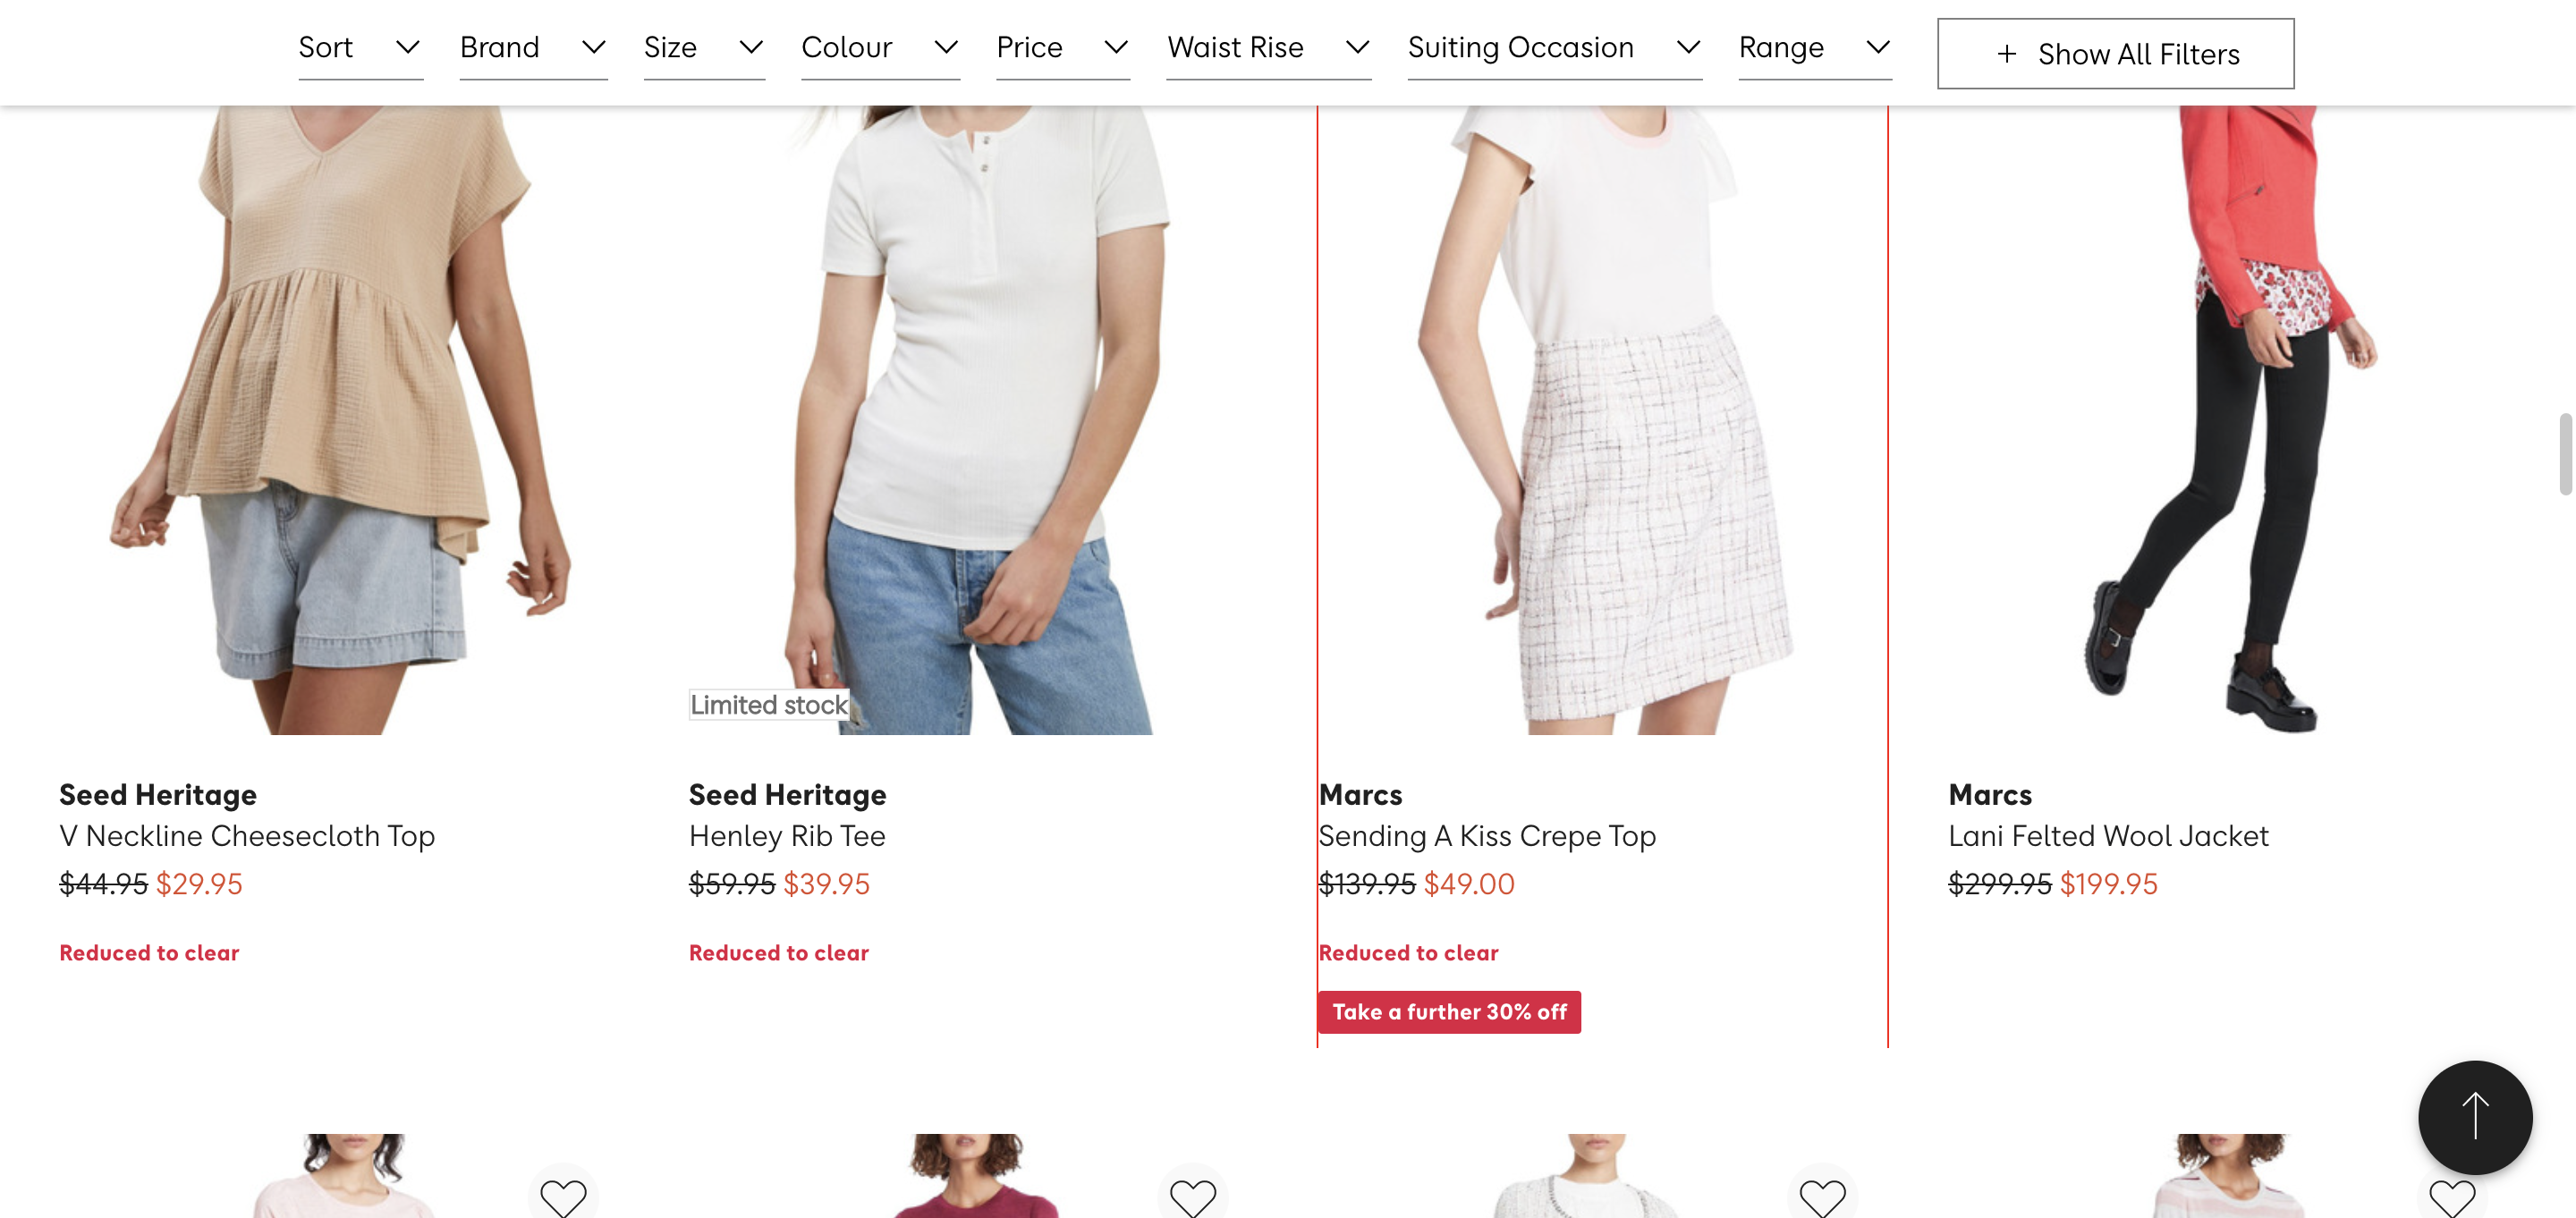 Sort Brand Size Colour Price Waist Rise Suiting Occasion Range + Show All Filters
Limited stock
Seed Heritage
V Neckline Cheesecloth Top
$44.95 $29.95
Reduced to clear
Seed Heritage
Henley Rib Tee
$59.95 $39.95
Reduced to clear
Marcs
Sending A Kiss Crepe Top
$139.95 $49.00
Reduced to clear
Take a further 30% off
Marcs
Lani Felted Wool Jacket
$299.95 $199.95